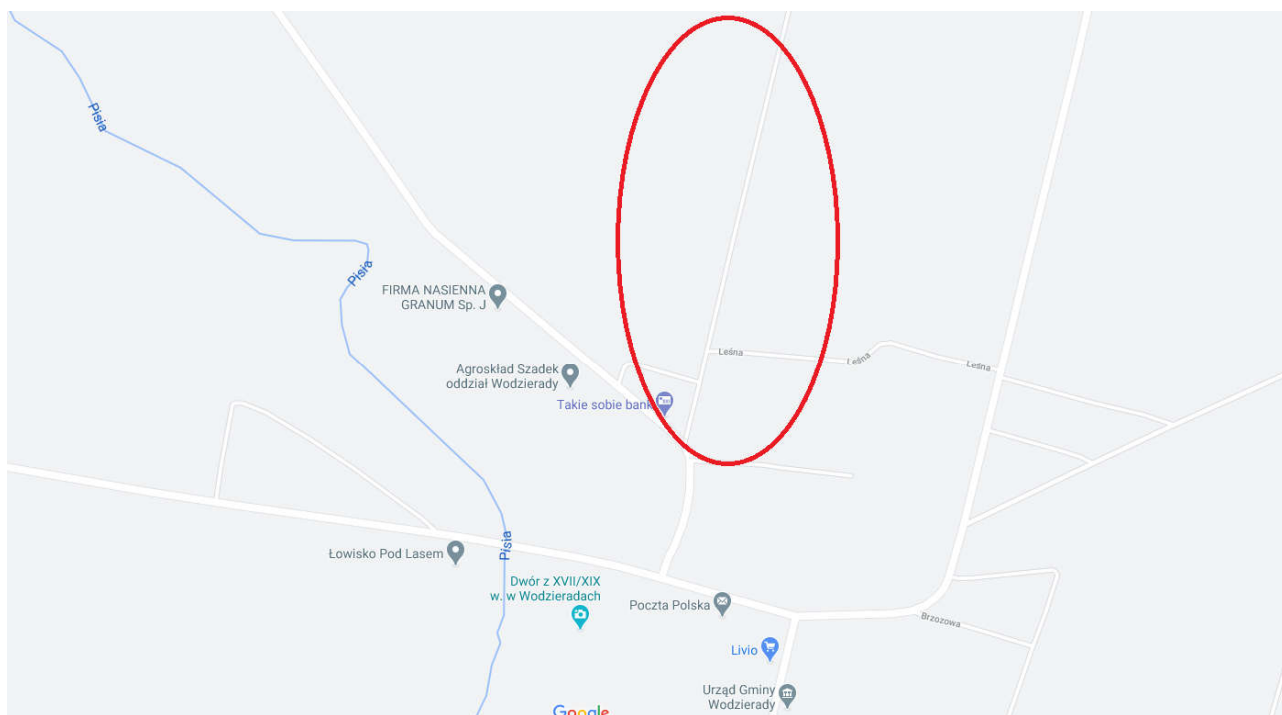 Pisia
Pisia
FIRMA NASIENNA
GRANUM Sp. J
Leśna
Leśna
Leśna
Agroskład Szadek
oddział Wodzierady
Takie sobie bank
Pisia
Łowisko Pod Lasem
Dwór z XVII/XIX
w. w Wodzieradach
Poczta Polska
Brzozowa
Livio
Urząd Gminy
Wodzierady
Google